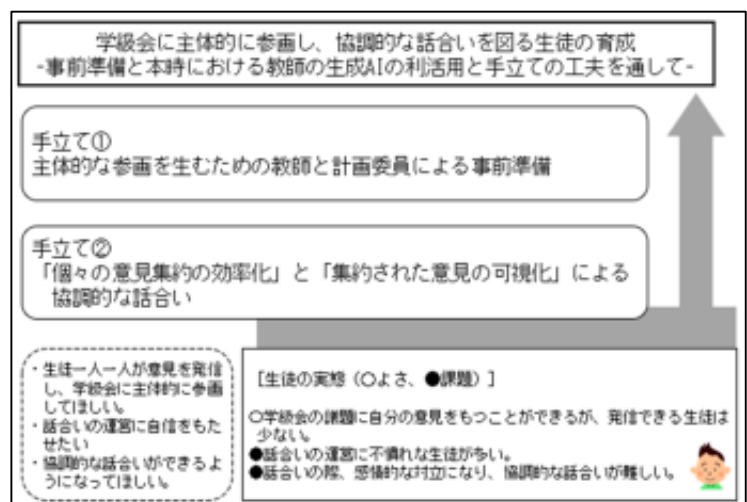 学級会に主体的に参画し、協調的な話合いを図る生徒の育成
-事前準備と本時における教師の生成AIの利活用と手立ての工夫を通して-
手立て①
主体的な参画を生むための教師と計画委員による事前準備
手立て②
「個々の意見集約の効率化」と「集約された意見の可視化」による
協調的な話合い
・生徒一人一人が意見を発信
し、学級会に主体的に参画
してほしい。
・話合いの運営に自信をもた
せたい
・協調的な話合いができるよ
うになってほしい。
[生徒の実態（○よさ、●課題）]
○学級会の課題に自分の意見をもつことができるが、発信できる生徒は
少ない。
●話合いの運営に不慣れな生徒が多い。
●話合いの際、感情的な対立になり、協調的な話合いが難しい。